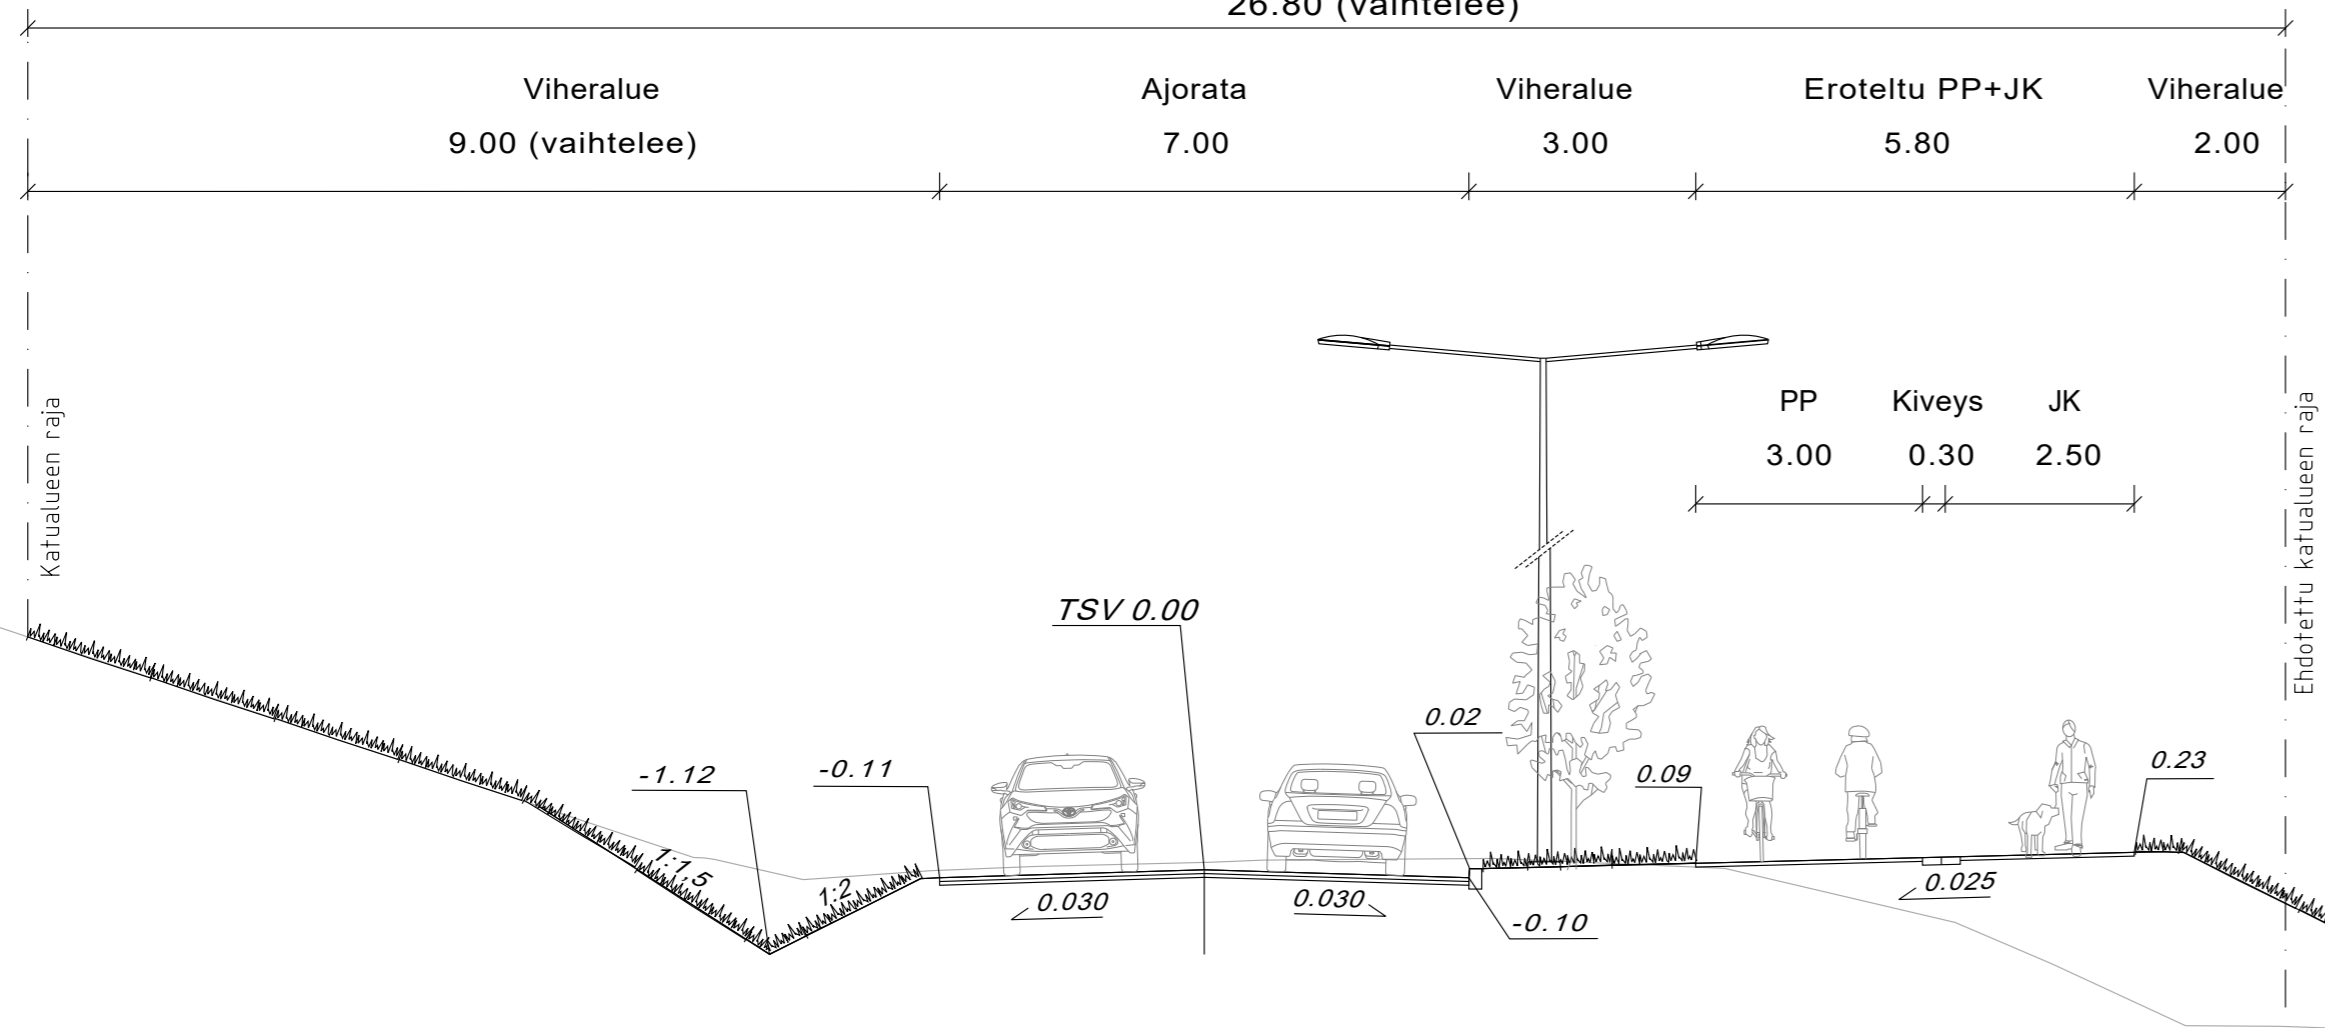 26.80 (vaihtelee)
Viheralue Ajorata Viheralue Eroteltu PP+JK Viheralue
9.00 (vaihtelee) 7.00 3.00 5.80 2.00
PP Kiveys JK
3.00 0.30 2.50
Katualueen raja
Ehdotettu katualueen raja
TSV 0.00
0.02
-1.12
-0.11
0.09
0.23
1:1,5
1:2
0.030
0.030
0.025
-0.10